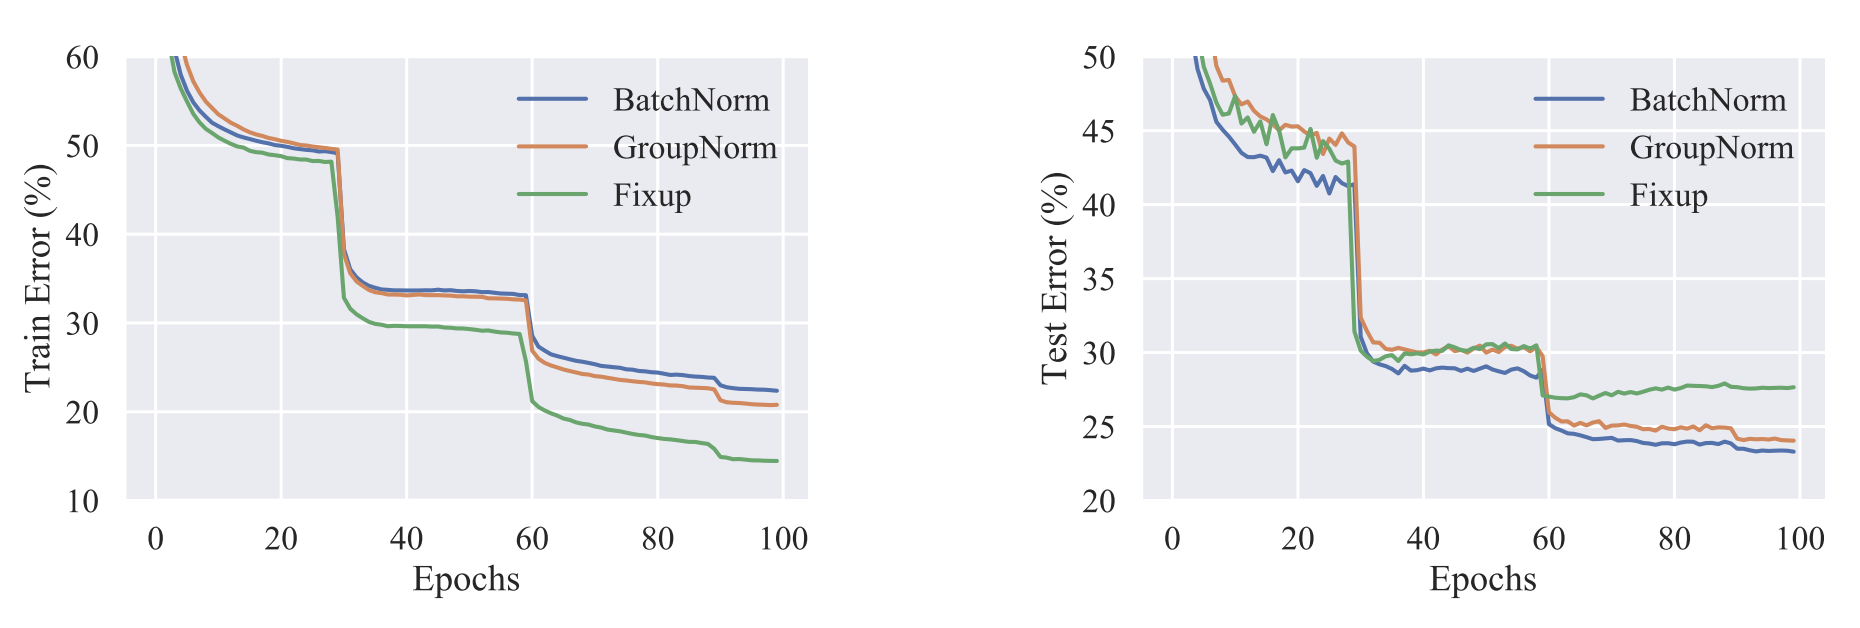 60
50
40
30
20
10
0 20 40 60 80 100
Train Error (%)
Epochs
BatchNorm
GroupNorm
Fixup
50
45
40
35
30
25
20
0 20 40 60 80 100
Test Error (%)
Epochs
BatchNorm
GroupNorm
Fixup